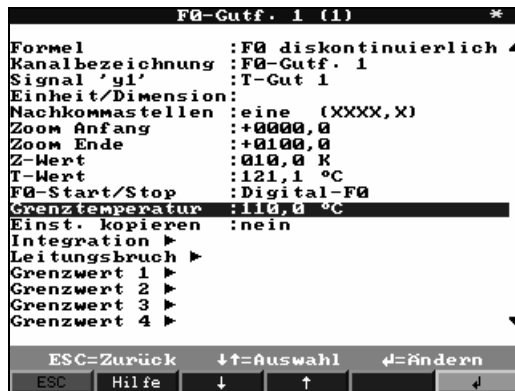 F0-Gutf. 1 (1) *
Formel :F0 diskontinuierlich
Kanalbezeichnung :F0-Gutf. 1
Signal 'y1' :T-Gut 1
Einheit/Dimension:
Nachkommastellen :eine (XXXX,X)
Zoom Anfang :+0000,0
Zoom Ende :+0100,0
Z-Wert :010,0 K
T-Wert :121,1 °C
F0-Start/Stop :Digital-F0
Grenztemperatur :110,0 °C
Einst. kopieren :nein
Integration ►
Leitungsbruch ►
Grenzwert 1 ►
Grenzwert 2 ►
Grenzwert 3 ►
Grenzwert 4 ►
ESC=Zurück ↓↑=Auswahl ↵=Ändern
ESC Hilfe ↓ ↑ ↵